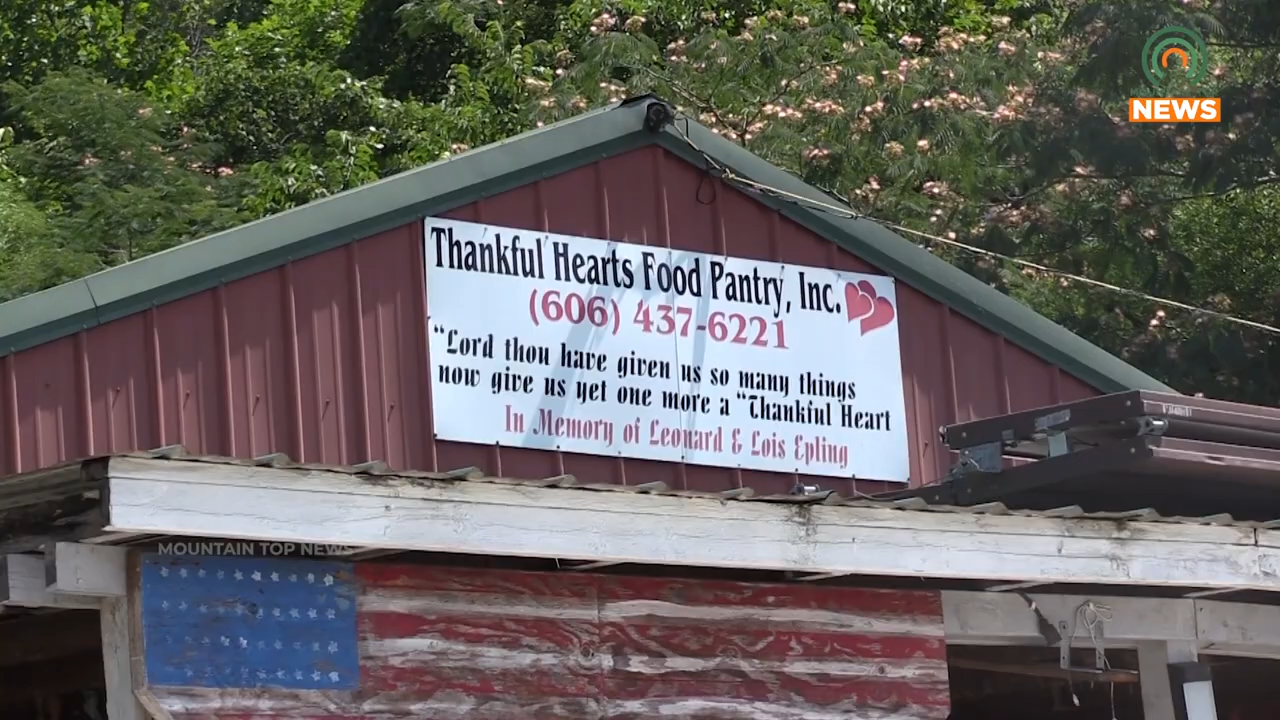 NEWS
Thankful Hearts Food Pantry, Inc.
(606) 437-6221
“Lord thou have given us so many things
now give us yet one more a “Thankful Heart
In Memory of Leonard & Lois Epling
MOUNTAIN TOP NEWS